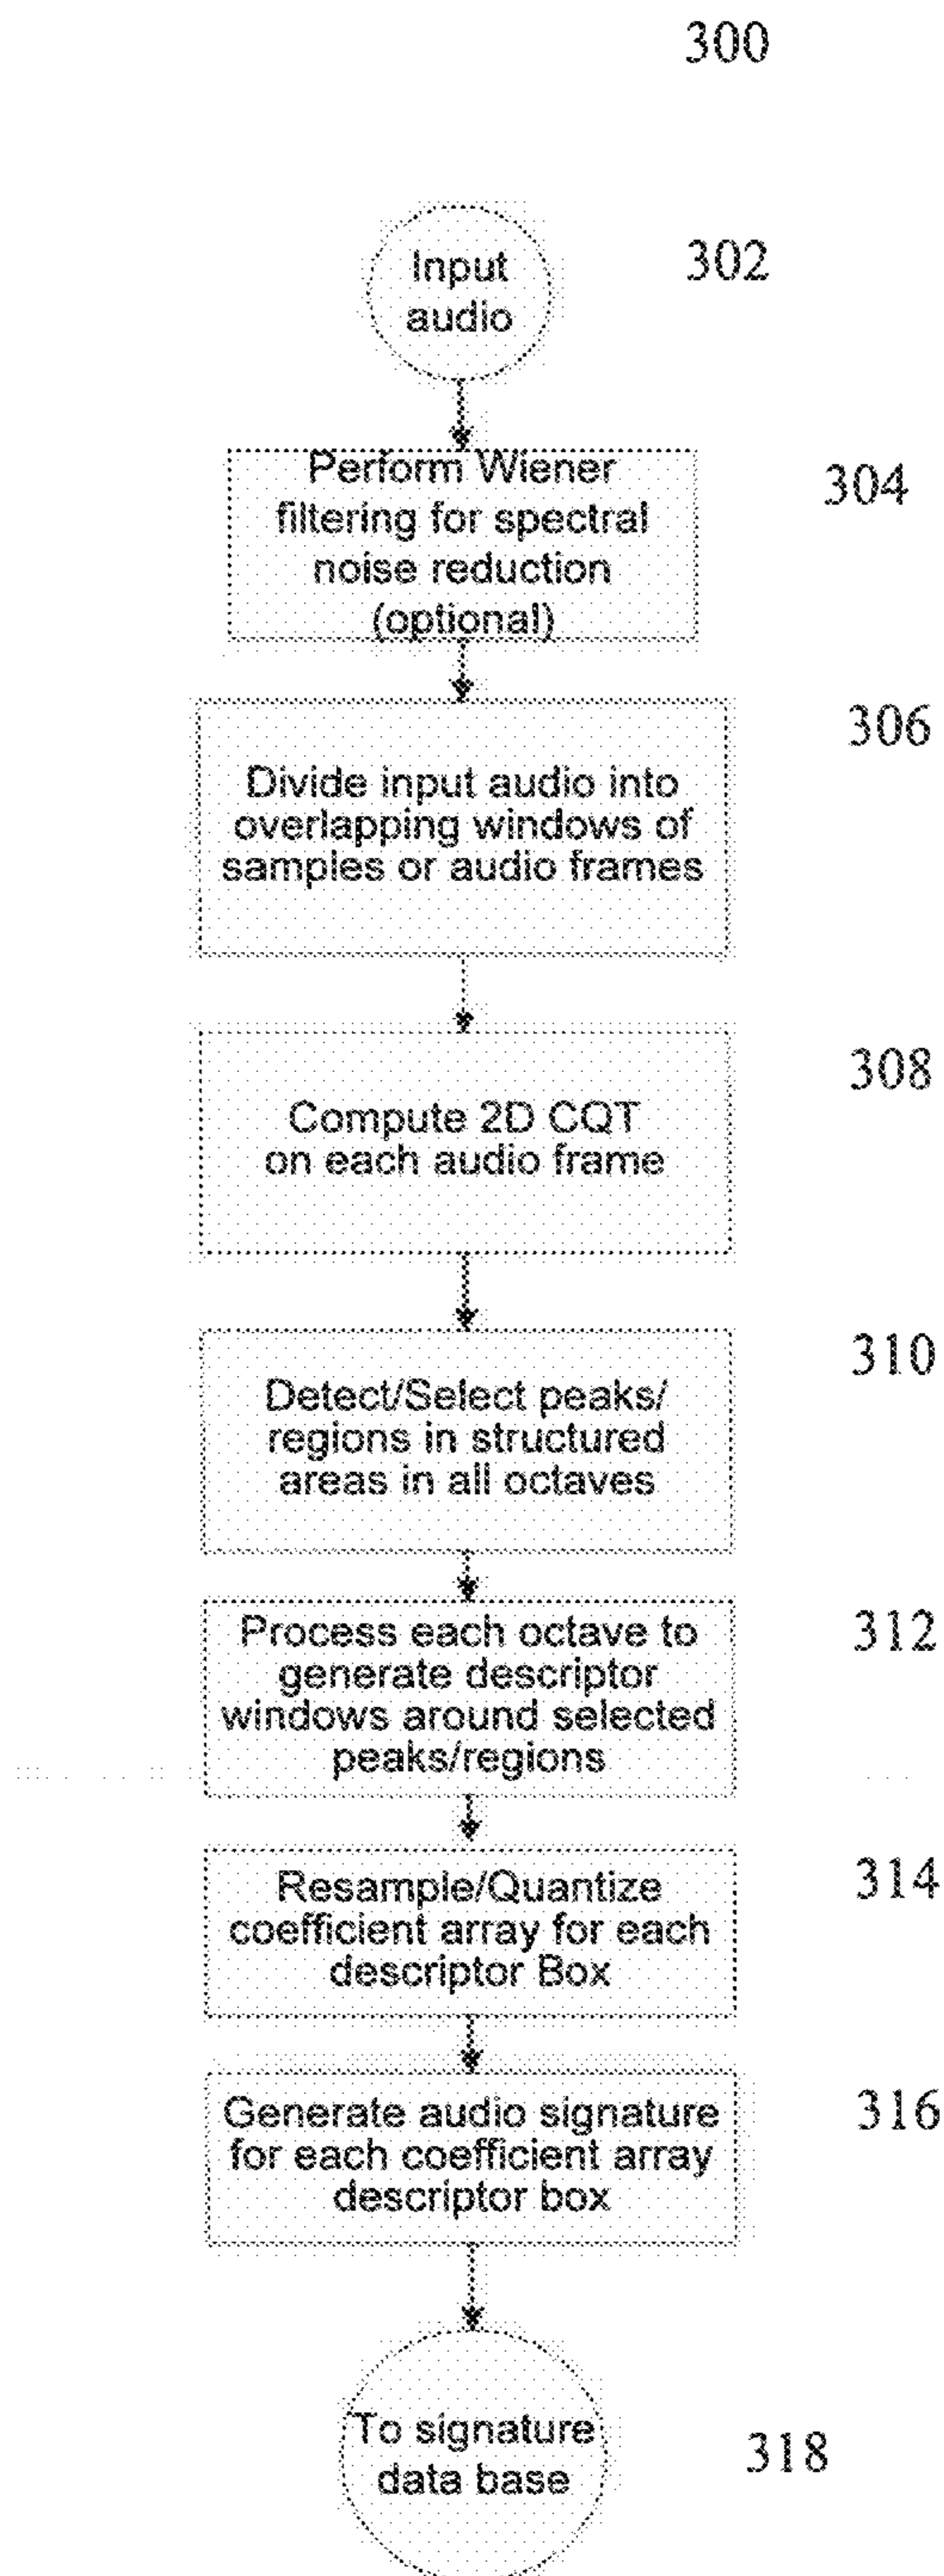 300
302
Input
audio
304
Perform Wiener
filtering for spectral
noise reduction
(optional)
306
Divide input audio into
overlapping windows of
samples or audio frames
308
Compute 2D CQT
on each audio frame
310
Detect/Select peaks/
regions in structured
areas in all octaves
312
Process each octave to
generate descriptor
windows around selected
peaks/regions
314
Resample/Quantize
coefficient array for each
descriptor Box
316
Generate audio signature
for each coefficient array
descriptor box
To signature
data base
318